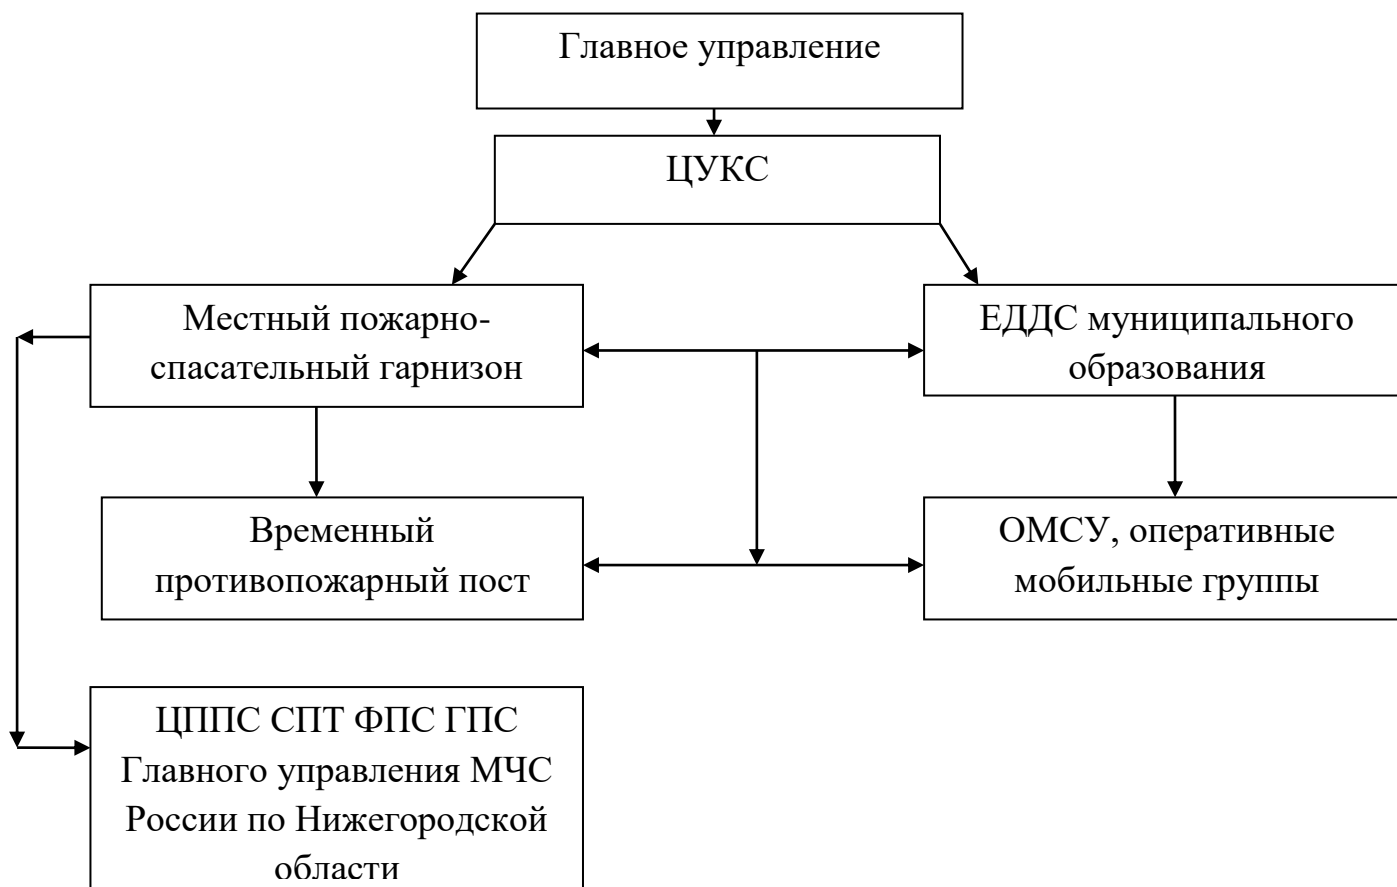 Главное управление
ЦУКС
Местный пожарно-
спасательный гарнизон
ЕДДС муниципального
образования
Временный
противопожарный пост
ОМСУ, оперативные
мобильные группы
ЦППС СПТ ФПС ГПС
Главного управления МЧС
России по Нижегородской
области